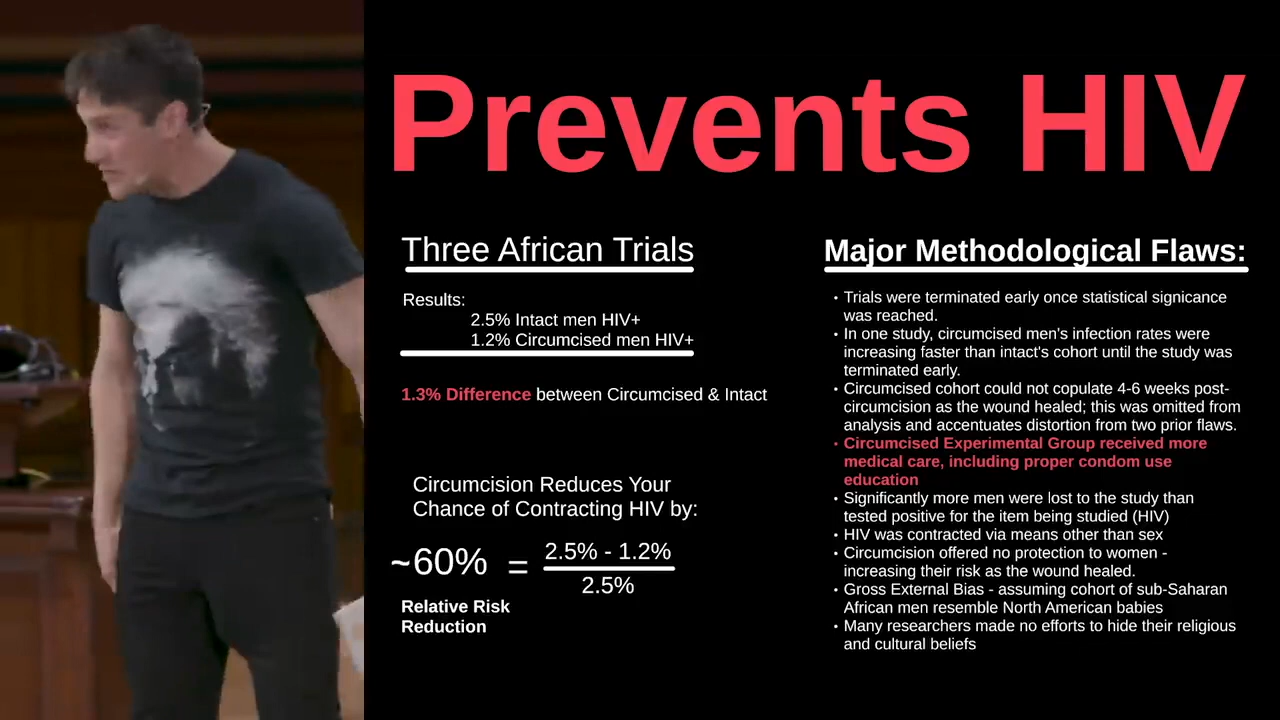 Prevents HIV
Three African Trials
Results:
2.5% Intact men HIV+
1.2% Circumcised men HIV+
1.3% Difference between Circumcised & Intact
Circumcision Reduces Your
Chance of Contracting HIV by:
~60% = 2.5% - 1.2%
2.5%
Relative Risk
Reduction
Major Methodological Flaws:
• Trials were terminated early once statistical signicance
was reached.
• In one study, circumcised men's infection rates were
increasing faster than intact's cohort until the study was
terminated early.
• Circumcised cohort could not copulate 4-6 weeks post-
circumcision as the wound healed; this was omitted from
analysis and accentuates distortion from two prior flaws.
• Circumcised Experimental Group received more
medical care, including proper condom use
education
• Significantly more men were lost to the study than
tested positive for the item being studied (HIV)
• HIV was contracted via means other than sex
• Circumcision offered no protection to women -
increasing their risk as the wound healed.
• Gross External Bias - assuming cohort of sub-Saharan
African men resemble North American babies
• Many researchers made no efforts to hide their religious
and cultural beliefs